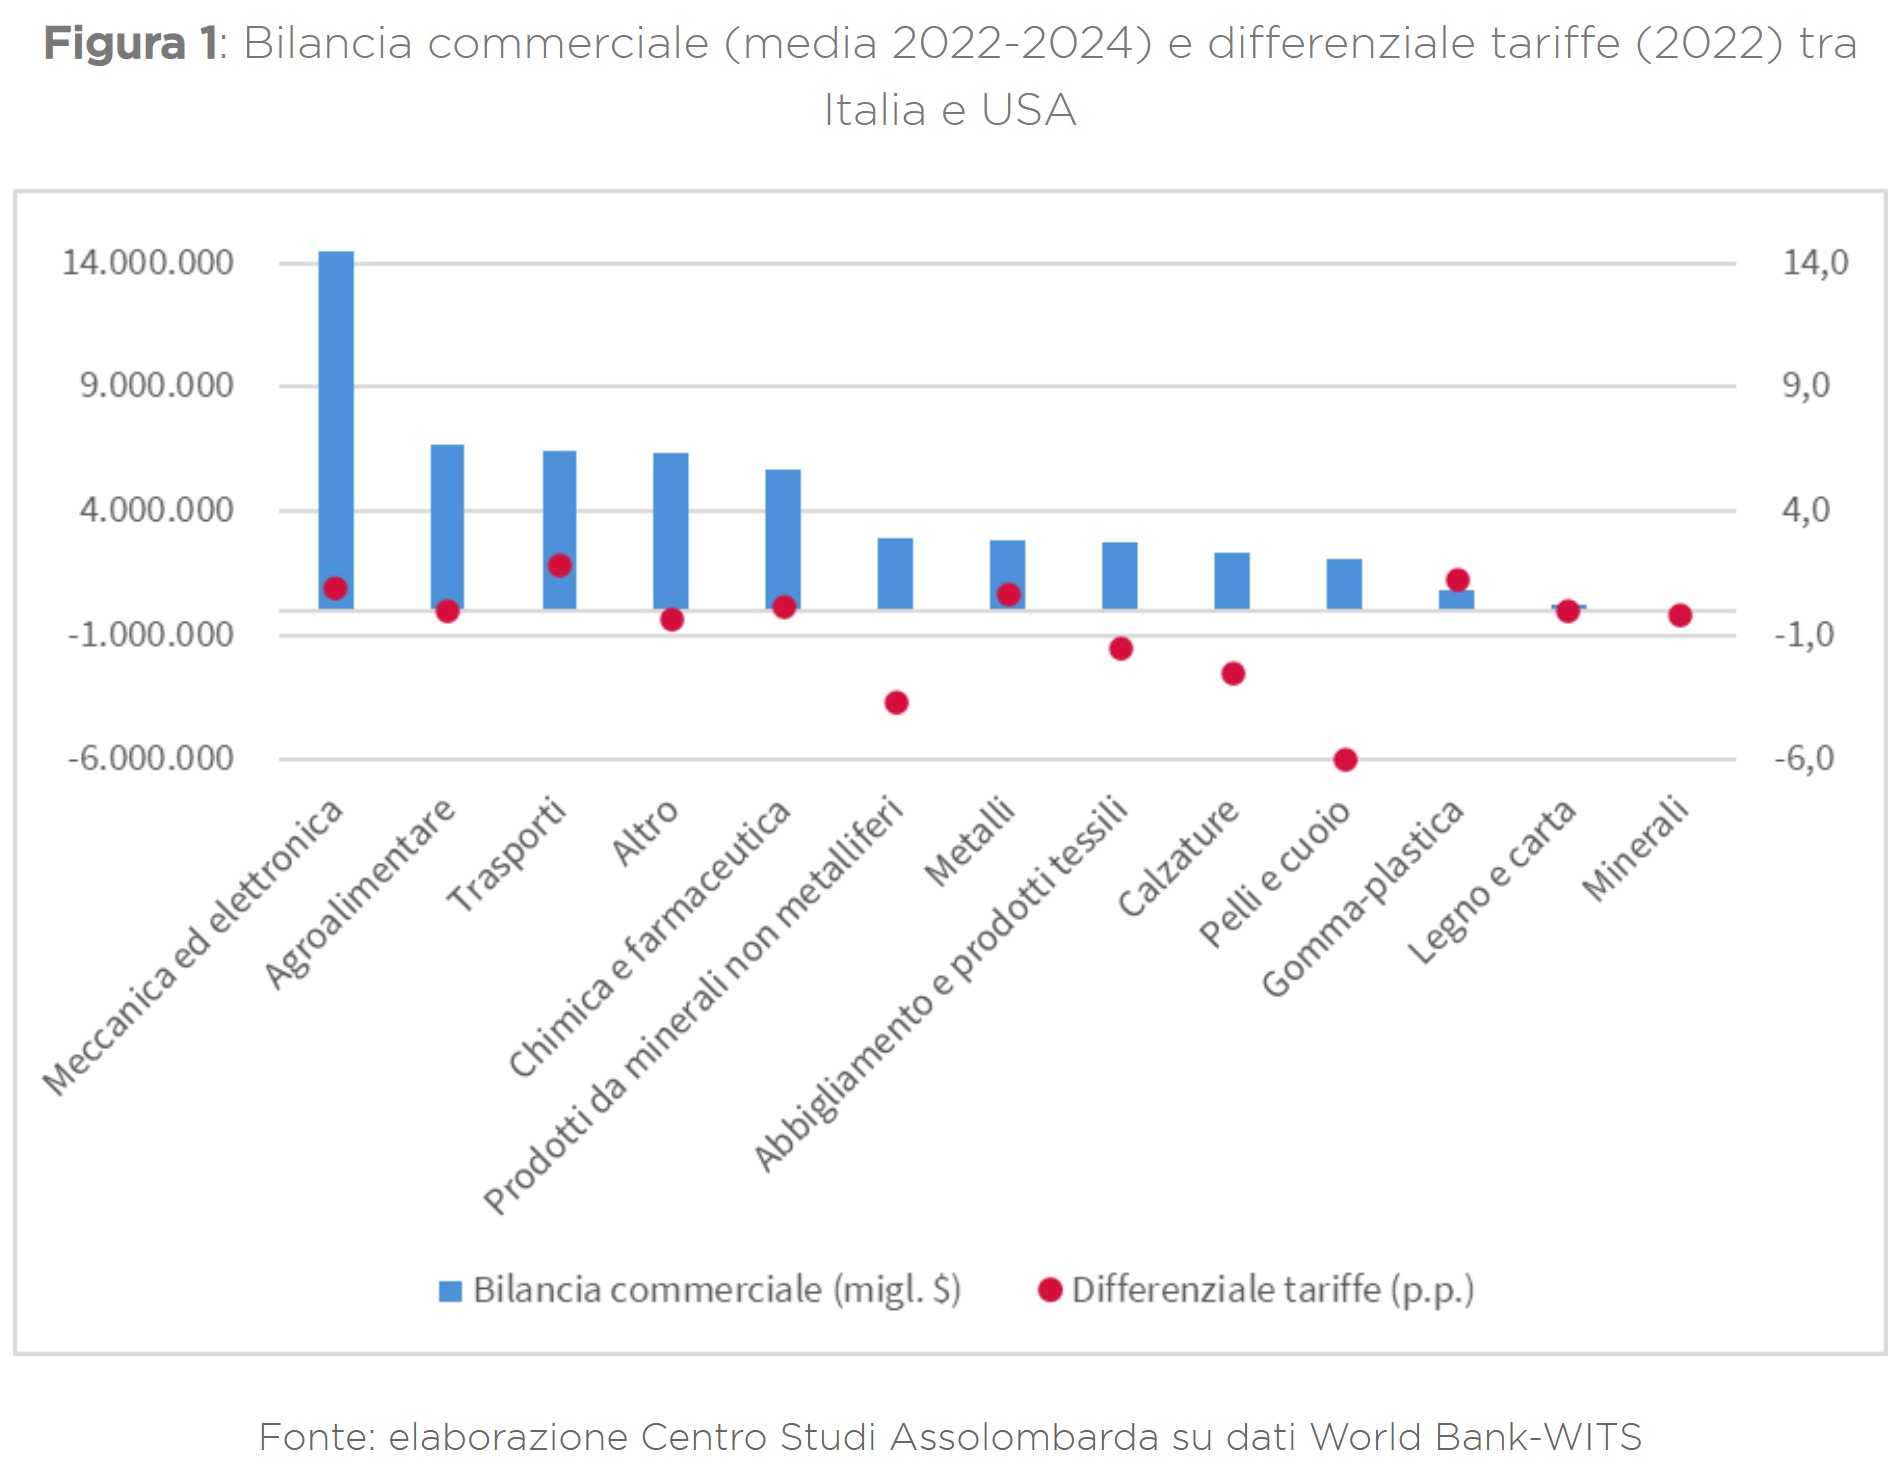 Figura 1: Bilancia commerciale (media 2022-2024) e differenziale tariffe (2022) tra
Italia e USA
14.000.000
9.000.000
4.000.000
-1.000.000
-6.000.000
14,0
9,0
4,0
-1,0
-6,0
Meccanica ed elettronica
Agroalimentare
Trasporti
Altro
Chimica e farmaceutica
Prodotti da minerali non metalliferi
Metalli
Abbigliamento e prodotti tessili
Calzature
Pelli e cuoio
Gomma-plastica
Legno e carta
Minerali
Bilancia commerciale (migl. $)
Differenziale tariffe (p.p.)
Fonte: elaborazione Centro Studi Assolombarda su dati World Bank-WITS